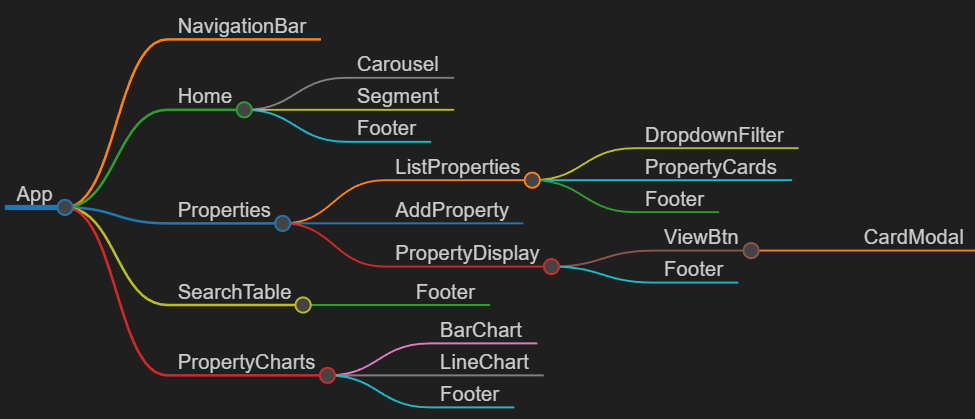 NavigationBar
Carousel
Home
Segment
Footer
DropdownFilter
ListProperties
PropertyCards
Footer
App
Properties
AddProperty
ViewBtn
CardModal
PropertyDisplay
Footer
SearchTable
Footer
BarChart
PropertyCharts
LineChart
Footer